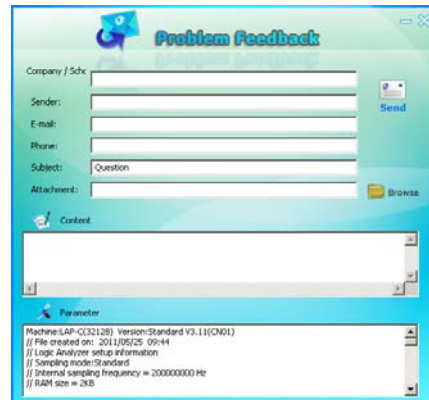 Problem Feedback
Company / Schc
Sender:
Send
E-mail:
Phone:
Subject: Question
Attachment: Browse
Content
Parameter
Machine:LAP-C(32128) Version:Standard V3.11(CN01)
// File created on: 2011/05/25 09:44
// Logic Analyzer setup information
// Sampling mode:Standard
// Internal sampling frequency = 200000000 Hz
// RAM size = 2KB